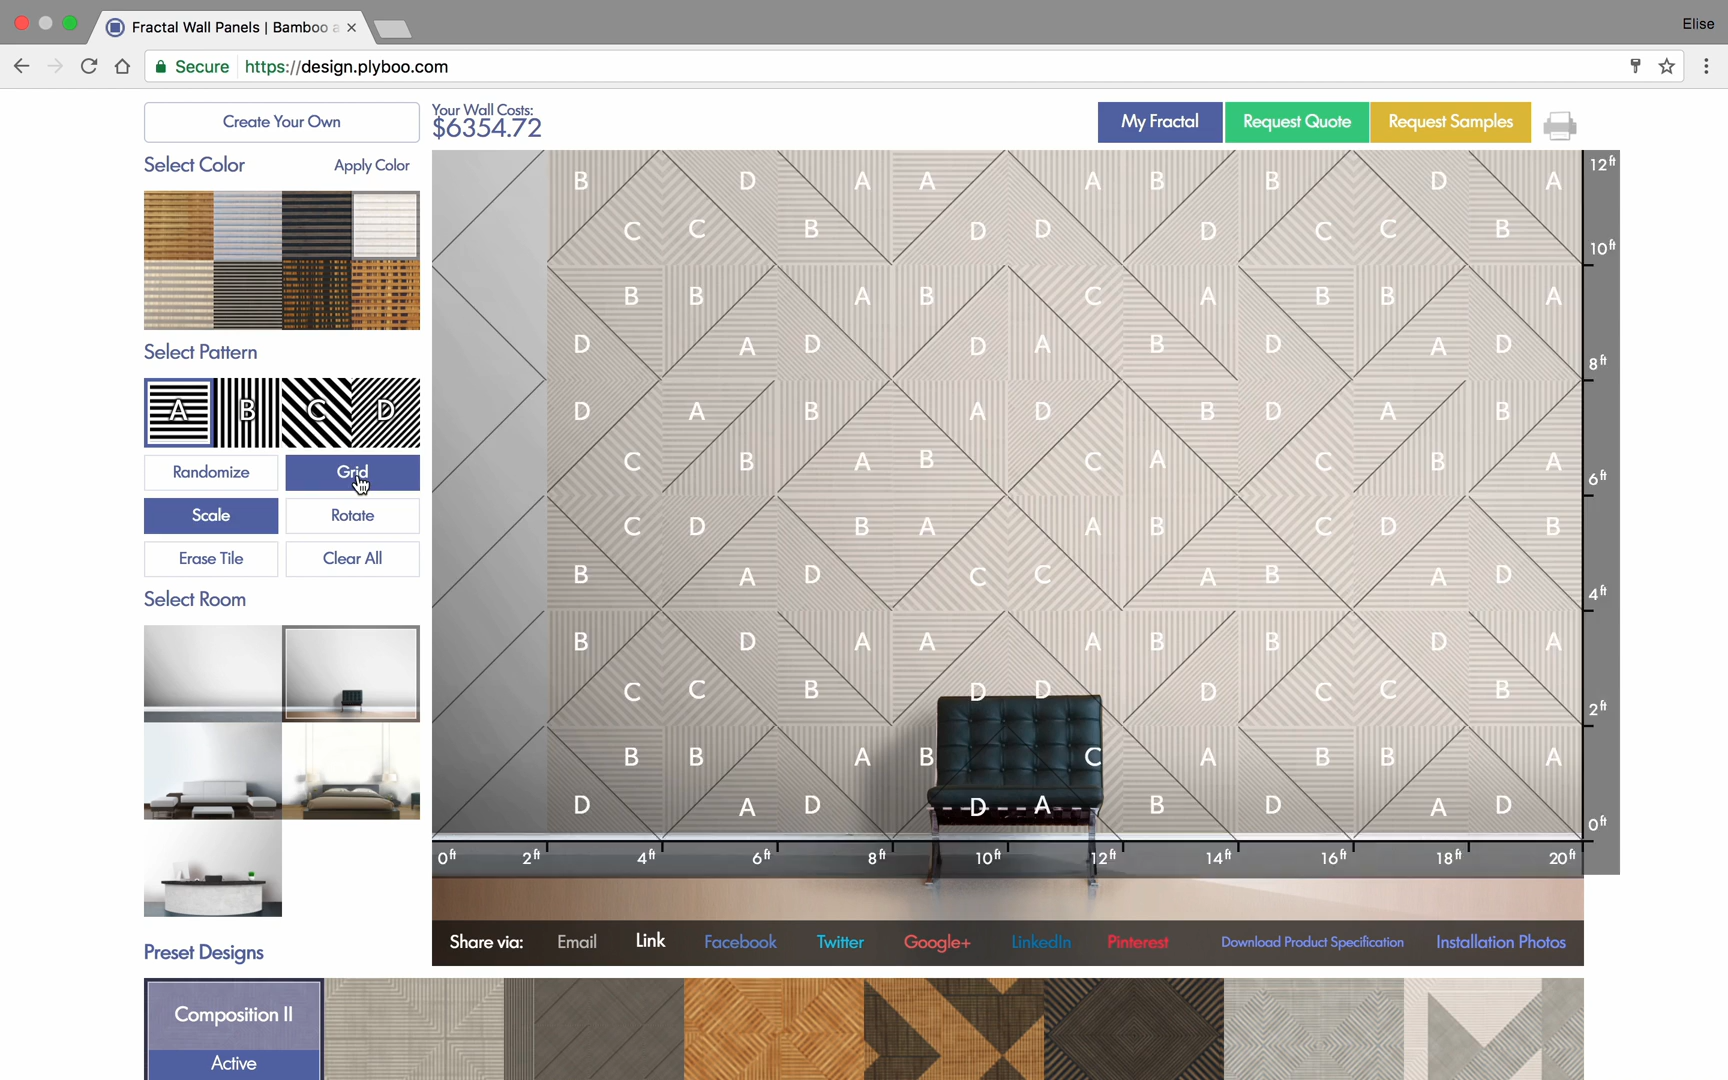 Fractal Wall Panels | Bamboo a
Elise
Secure
https://design.plyboo.com
Create Your Own
Your Wall Costs:
$6354.72
My Fractal
Request Quote
Request Samples
Select Color
Apply Color
Select Pattern
A B C D
Randomize
Grid
Scale
Rotate
Erase Tile
Clear All
Select Room
B D A A A B B D A
C C B D D D C C B
B B A B C A B B A
D A D D A B D A D
D A B A D B D A B
C B A B C A C B A
C D B A A B C D B
B A D C C A B A D
B D A A A B B D A
C C B D D D C C B
B B A B C A B B A
D A D D A B D A D
12ft
10ft
8ft
6ft
4ft
2ft
0ft
0ft 2ft 4ft 6ft 8ft 10ft 12ft 14ft 16ft 18ft 20ft
Share via: Email Link Facebook Twitter Google+ LinkedIn Pinterest Download Product Specification Installation Photos
Preset Designs
Composition II
Active